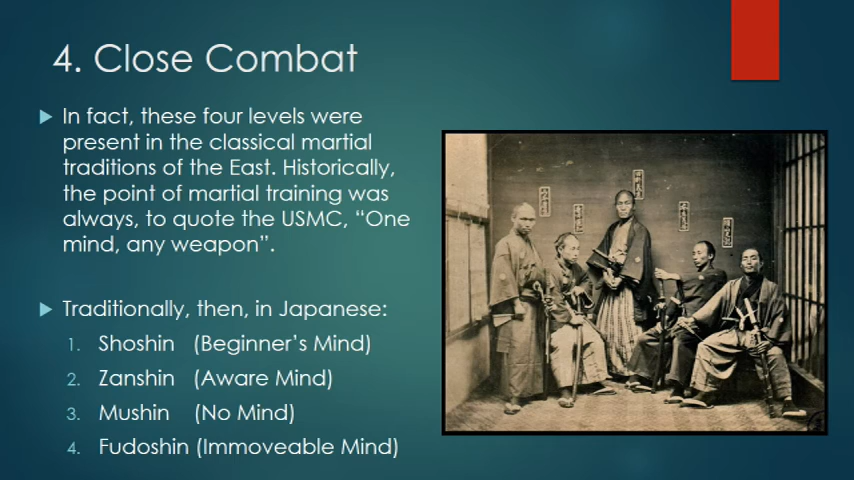 4. Close Combat
In fact, these four levels were
present in the classical martial
traditions of the East. Historically,
the point of martial training was
always, to quote the USMC, “One
mind, any weapon”.
Traditionally, then, in Japanese:
1. Shoshin (Beginner’s Mind)
2. Zanshin (Aware Mind)
3. Mushin (No Mind)
4. Fudoshin (Immoveable Mind)